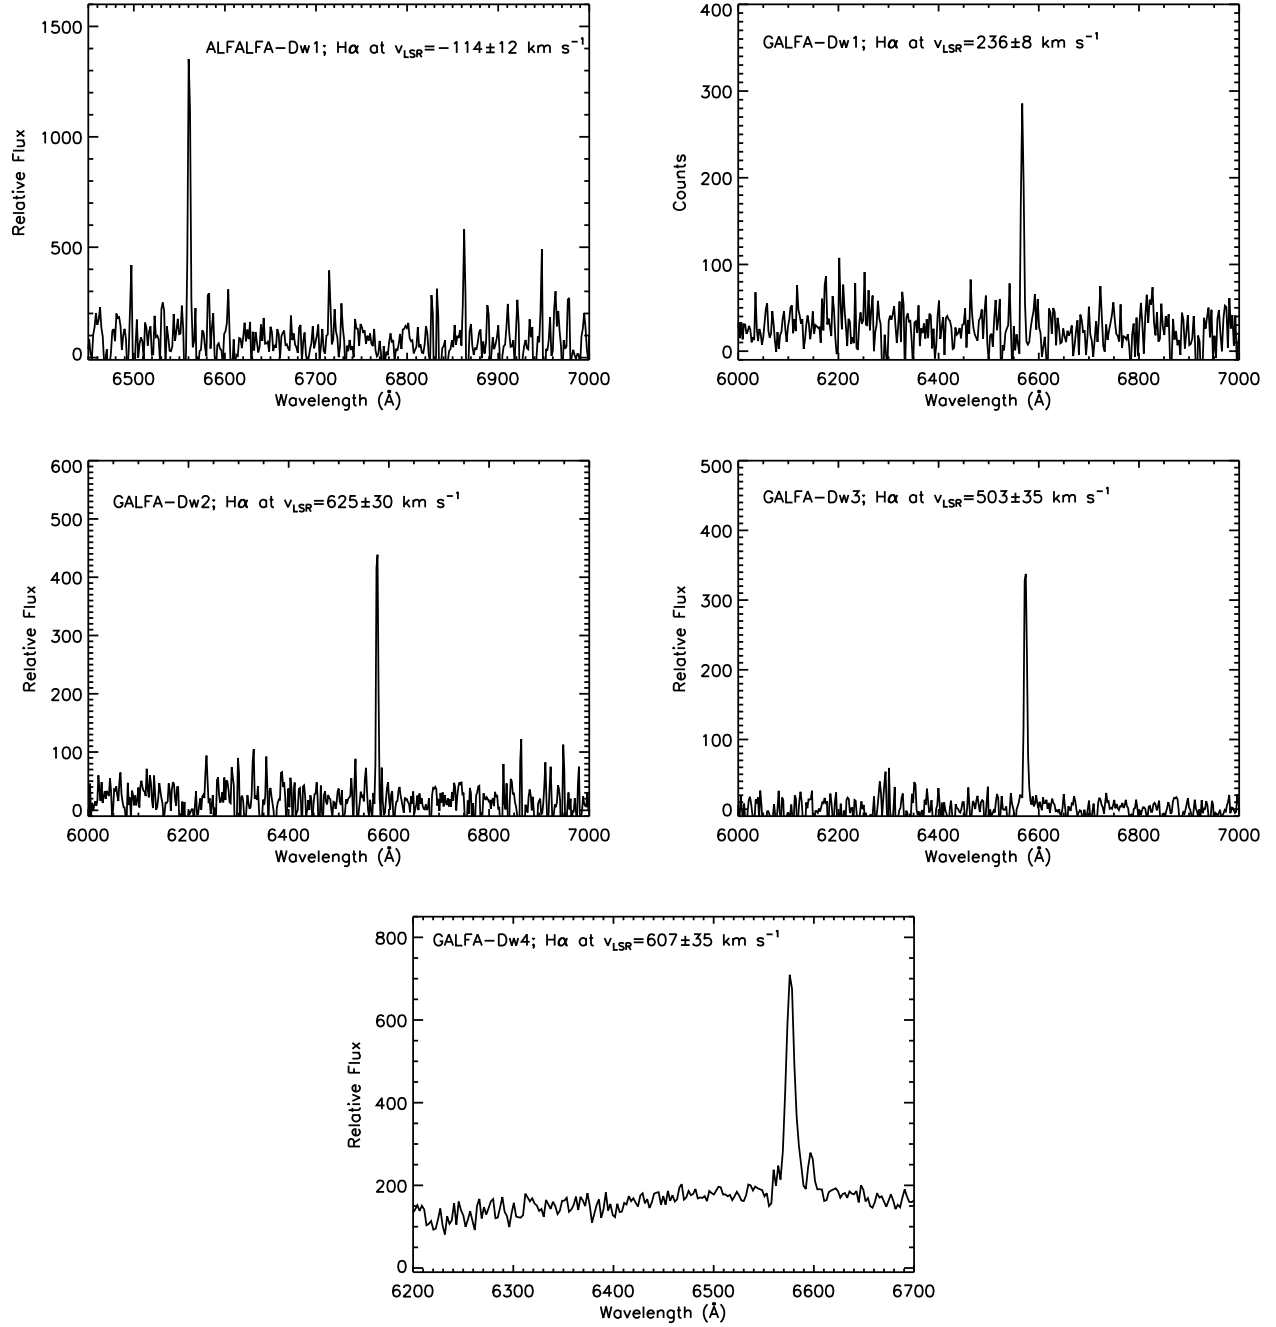 ALFALFA-Dw1; Hα at vLSR=-114±12 km s-1
1500
1000
500
0
Relative Flux
6500 6600 6700 6800 6900 7000
Wavelength (Å)
GALFA-Dw1; Hα at vLSR=236±8 km s-1
400
300
200
100
0
Counts
6000 6200 6400 6600 6800 7000
Wavelength (Å)
GALFA-Dw2; Hα at vLSR=625±30 km s-1
600
500
400
300
200
100
0
Relative Flux
6000 6200 6400 6600 6800 7000
Wavelength (Å)
GALFA-Dw3; Hα at vLSR=503±35 km s-1
500
400
300
200
100
0
Relative Flux
6000 6200 6400 6600 6800 7000
Wavelength (Å)
GALFA-Dw4; Hα at vLSR=607±35 km s-1
800
600
400
200
0
Relative Flux
6200 6300 6400 6500 6600 6700
Wavelength (Å)